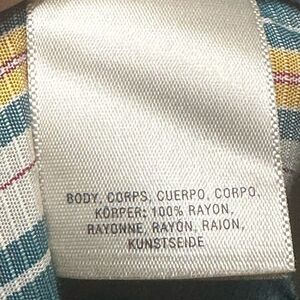 BODY, CORPS, CUERPO, CORPO,
KÖRPER: 100% RAYON,
RAYONNE, RAYÓN, RAION,
KUNSTSEIDE